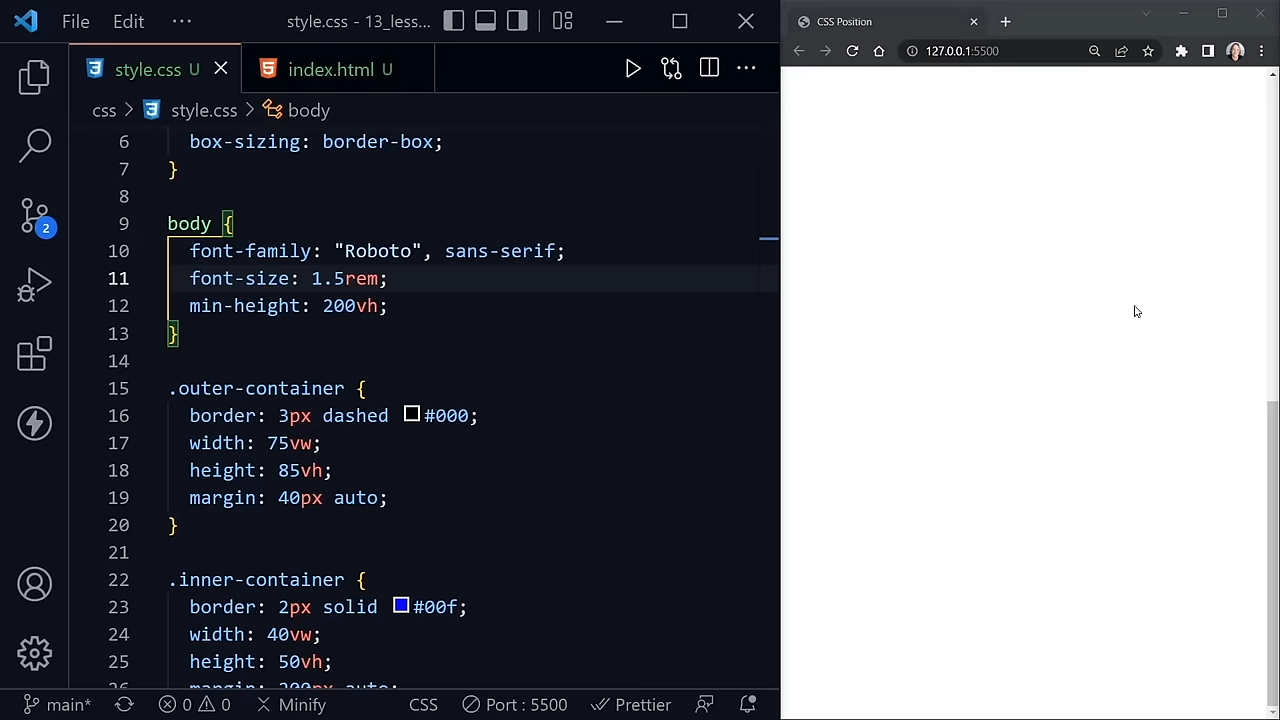 File Edit ··· style.css - 13_less...
style.css U index.html U
css > style.css > body
6 box-sizing: border-box;
7 }
8
9 body {
10 font-family: "Roboto", sans-serif;
11 font-size: 1.5rem;
12 min-height: 200vh;
13 }
14
15 .outer-container {
16 border: 3px dashed #000;
17 width: 75vw;
18 height: 85vh;
19 margin: 40px auto;
20 }
21
22 .inner-container {
23 border: 2px solid #00f;
24 width: 40vw;
25 height: 50vh;
26 margin: 200px auto;
2
main* 0 0 Minify CSS Port : 5500 Prettier
CSS Position
127.0.0.1:5500